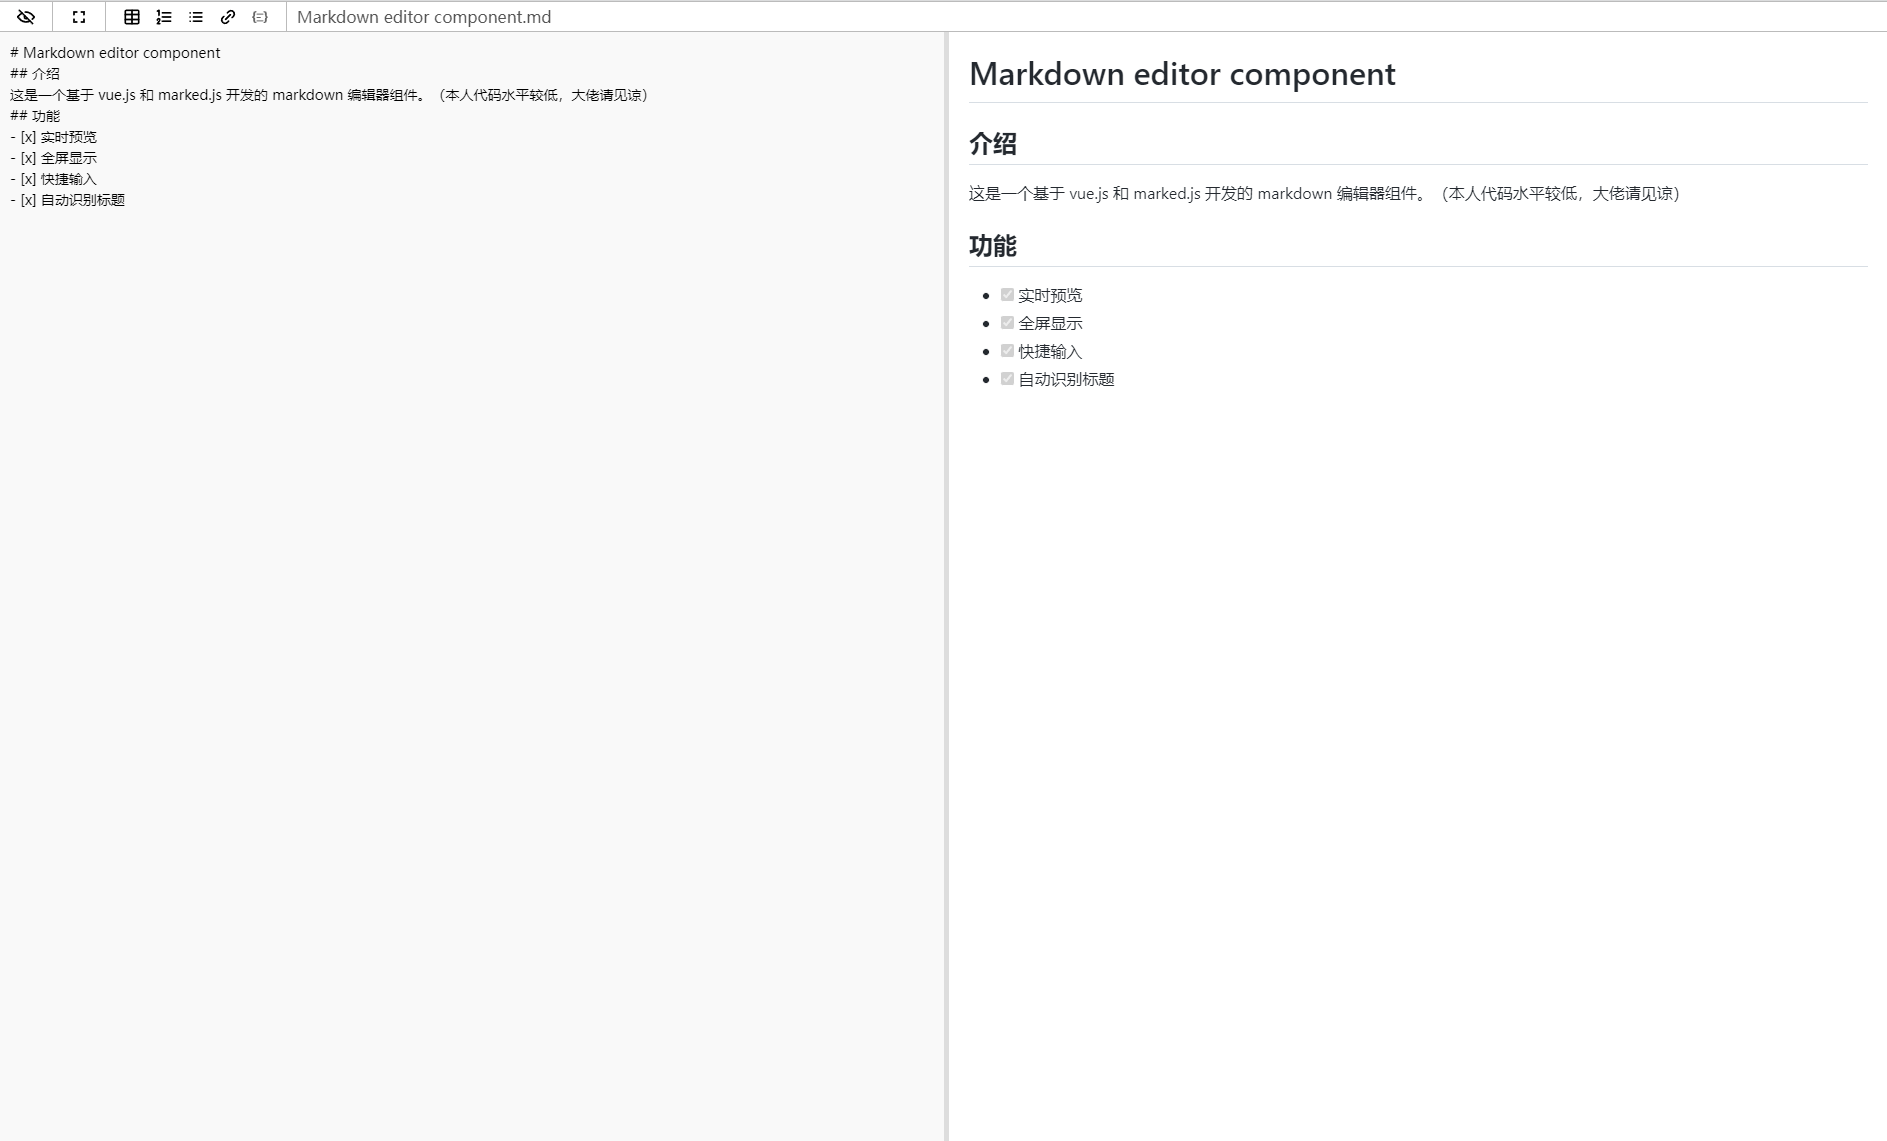 Markdown editor component.md
# Markdown editor component
## 介绍
这是一个基于 vue.js 和 marked.js 开发的 markdown 编辑器组件。（本人代码水平较低，大佬请见谅）
## 功能
- [x] 实时预览
- [x] 全屏显示
- [x] 快捷输入
- [x] 自动识别标题
Markdown editor component
介绍
这是一个基于 vue.js 和 marked.js 开发的 markdown 编辑器组件。（本人代码水平较低，大佬请见谅）
功能
实时预览
全屏显示
快捷输入
自动识别标题